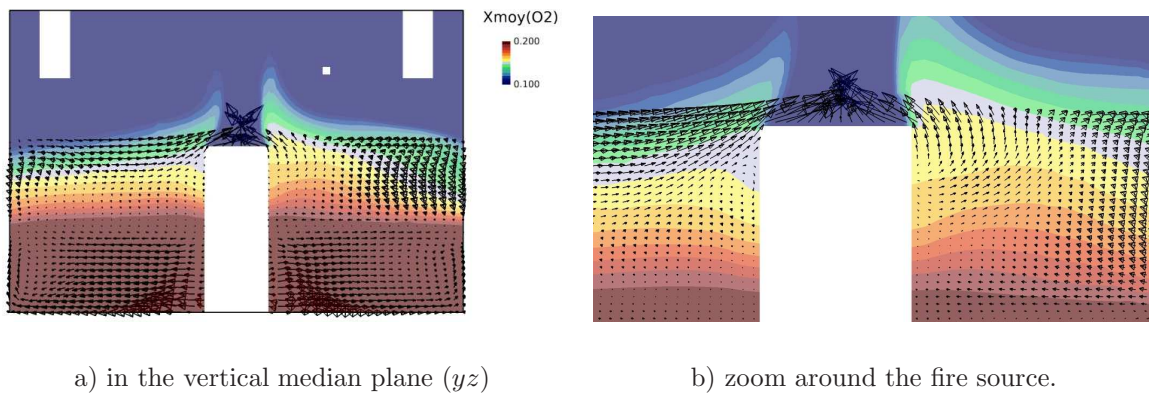 Xmoy(O2)
0.200
0.100
a) in the vertical median plane (yz)
b) zoom around the fire source.